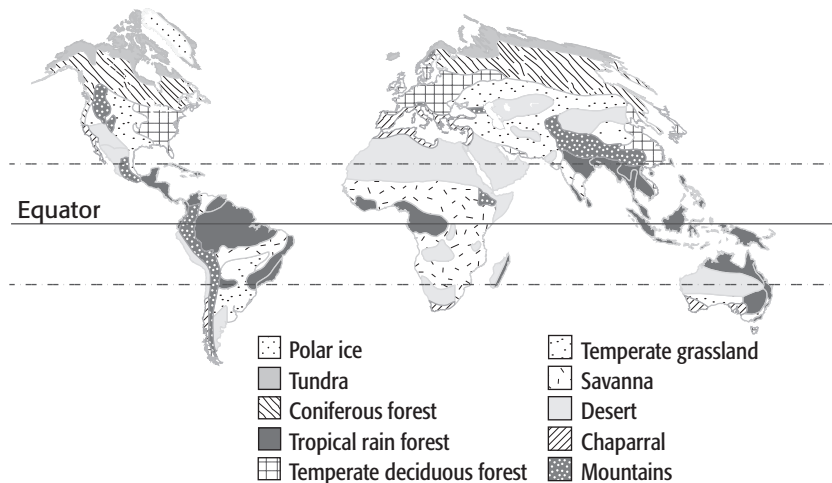 Equator
Polar ice
Tundra
Coniferous forest
Tropical rain forest
Temperate deciduous forest
Temperate grassland
Savanna
Desert
Chaparral
Mountains